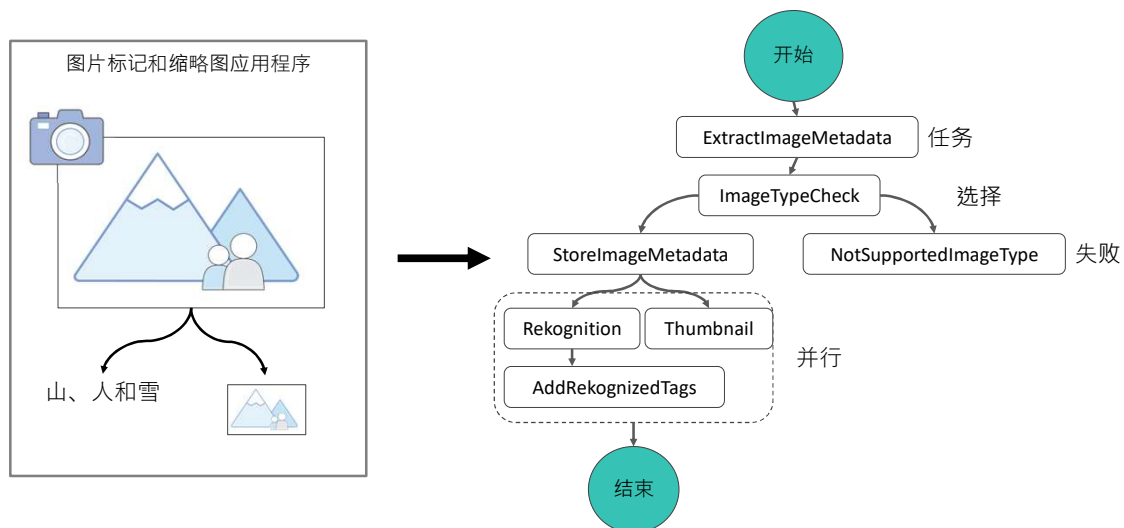 图片标记和缩略图应用程序
山、人和雪
开始
ExtractImageMetadata
任务
ImageTypeCheck
选择
StoreImageMetadata
NotSupportedImageType
失败
Rekognition
Thumbnail
并行
AddRekognizedTags
结束